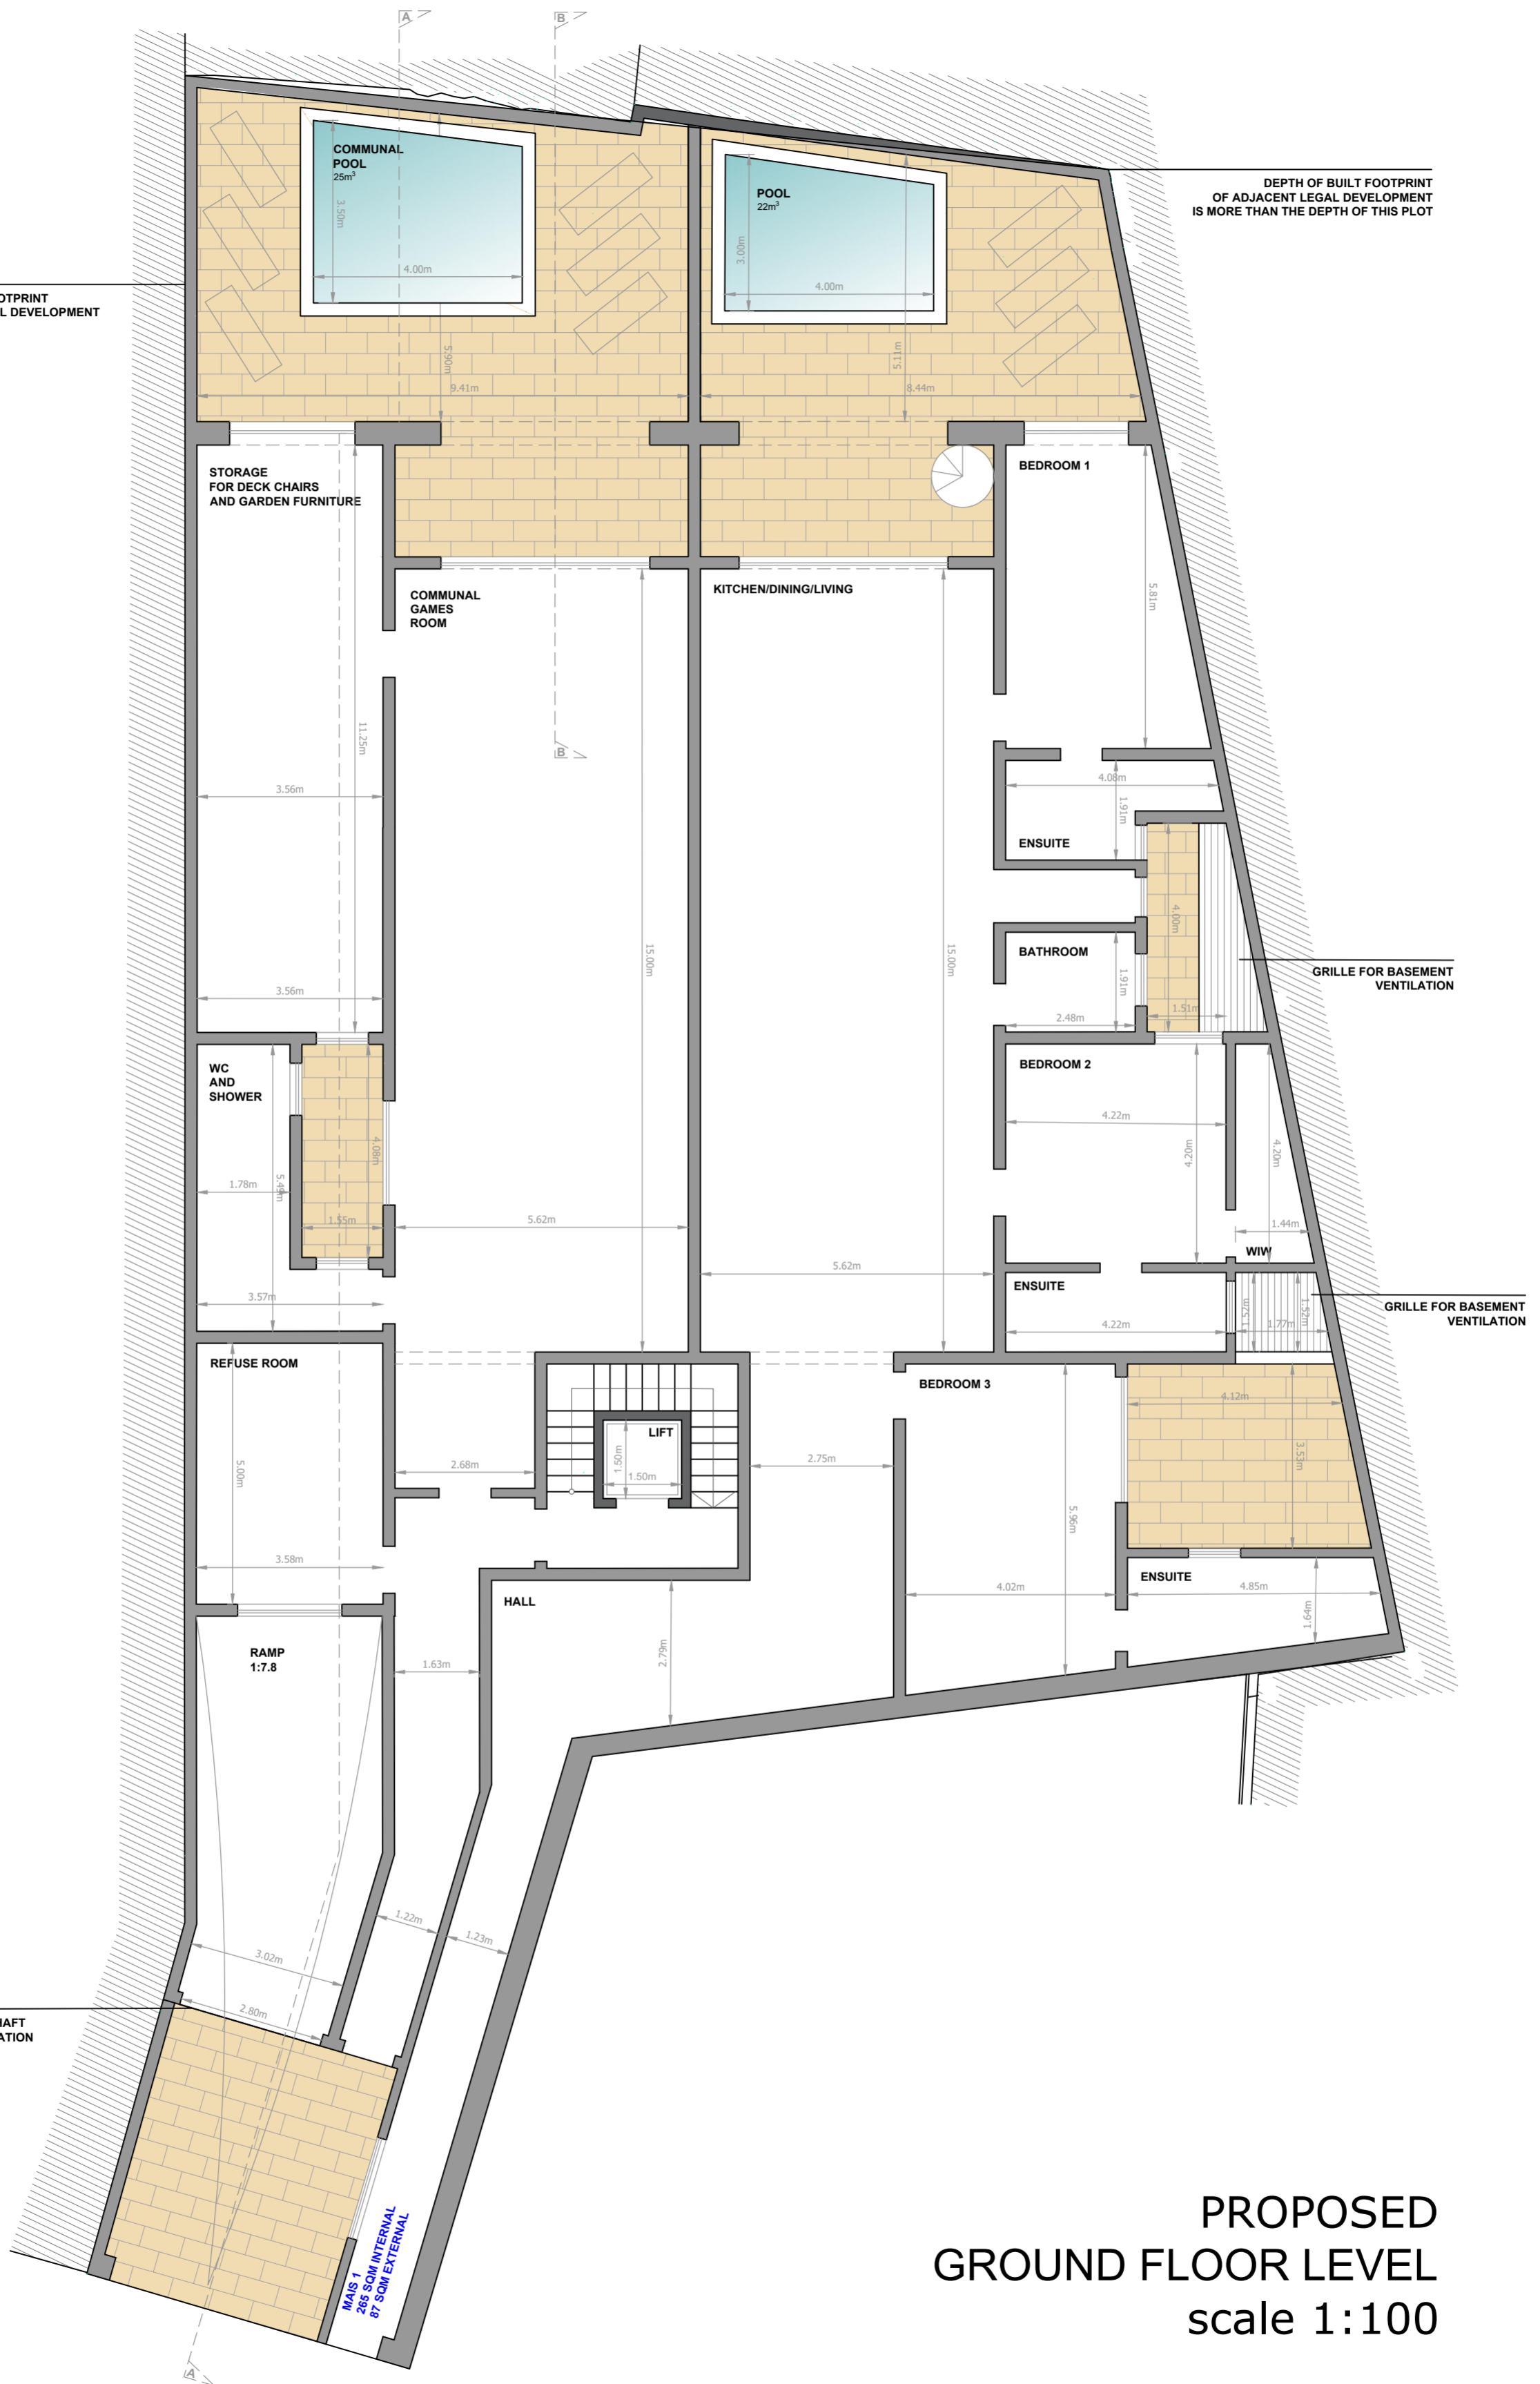 A
B
COMMUNAL
POOL
25m³
3.50m
4.00m
POOL
22m³
3.00m
4.00m
DEPTH OF BUILT FOOTPRINT
OF ADJACENT LEGAL DEVELOPMENT
IS MORE THAN THE DEPTH OF THIS PLOT
OTPRINT
L DEVELOPMENT
5.90m
5.11m
9.41m
8.44m
STORAGE
FOR DECK CHAIRS
AND GARDEN FURNITURE
BEDROOM 1
COMMUNAL
GAMES
ROOM
KITCHEN/DINING/LIVING
5.81m
11.25m
B
3.56m
4.08m
1.91m
ENSUITE
4.00m
15.00m
15.00m
BATHROOM
1.91m
GRILLE FOR BASEMENT
VENTILATION
3.56m
2.48m
1.51m
WC
AND
SHOWER
BEDROOM 2
4.22m
4.08m
4.20m
4.20m
1.78m
5.49m
1.55m
5.62m
1.44m
WIW
5.62m
ENSUITE
3.57m
4.22m
1.52m
1.52m
1.77m
GRILLE FOR BASEMENT
VENTILATION
REFUSE ROOM
BEDROOM 3
4.12m
LIFT
1.60m
1.50m
5.00m
2.68m
2.75m
3.53m
5.96m
3.58m
ENSUITE
4.02m
4.85m
1.64m
HALL
RAMP
1:7.8
1.63m
2.79m
1.22m
1.23m
3.02m
2.80m
HAFT
ATION
MAIS 1
265 SQM INTERNAL
87 SQM EXTERNAL
A
PROPOSED
GROUND FLOOR LEVEL
scale 1:100